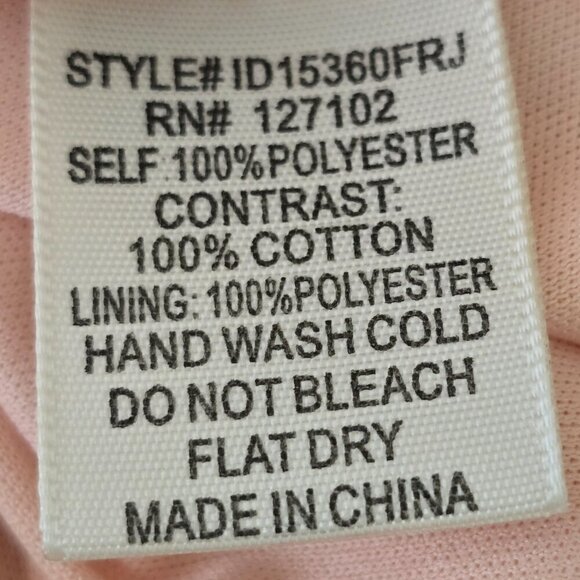 STYLE# ID15360FRJ
RN# 127102
SELF:100%POLYESTER
CONTRAST:
100% COTTON
LINING: 100%POLYESTER
HAND WASH COLD
DO NOT BLEACH
FLAT DRY
MADE IN CHINA